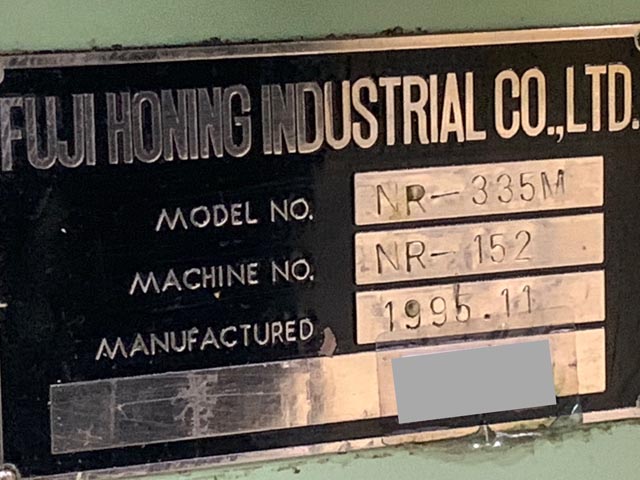 FUJI HONING INDUSTRIAL CO.,LTD.
MODEL NO. NR-335M
MACHINE NO. NR-152
MANUFACTURED 1995.11